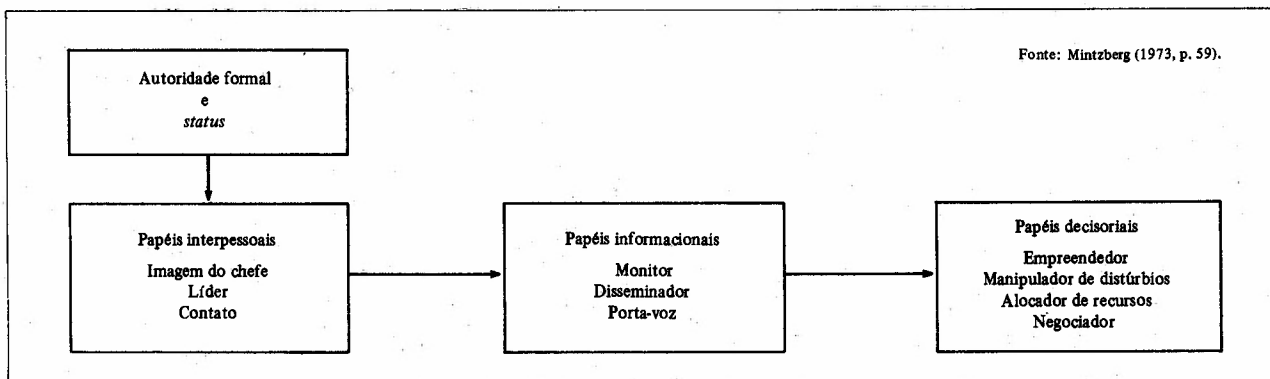 Fonte: Mintzberg (1973, p. 59).
Autoridade formal
e
status
Papéis interpessoais
Imagem do chefe
Líder
Contato
Papéis informacionais
Monitor
Disseminador
Porta-voz
Papéis decisoriais
Empreendedor
Manipulador de distúrbios
Alocador de recursos
Negociador